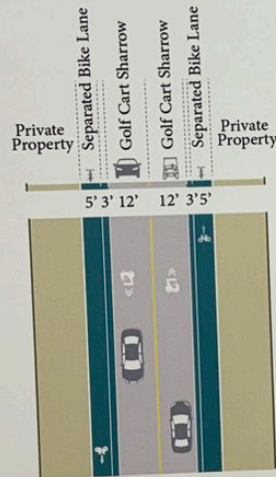 Private
Property
Separated Bike Lane
Golf Cart Sharrow
Golf Cart Sharrow
Separated Bike Lane
Private
Property
5' 3' 12' 12' 3'5'